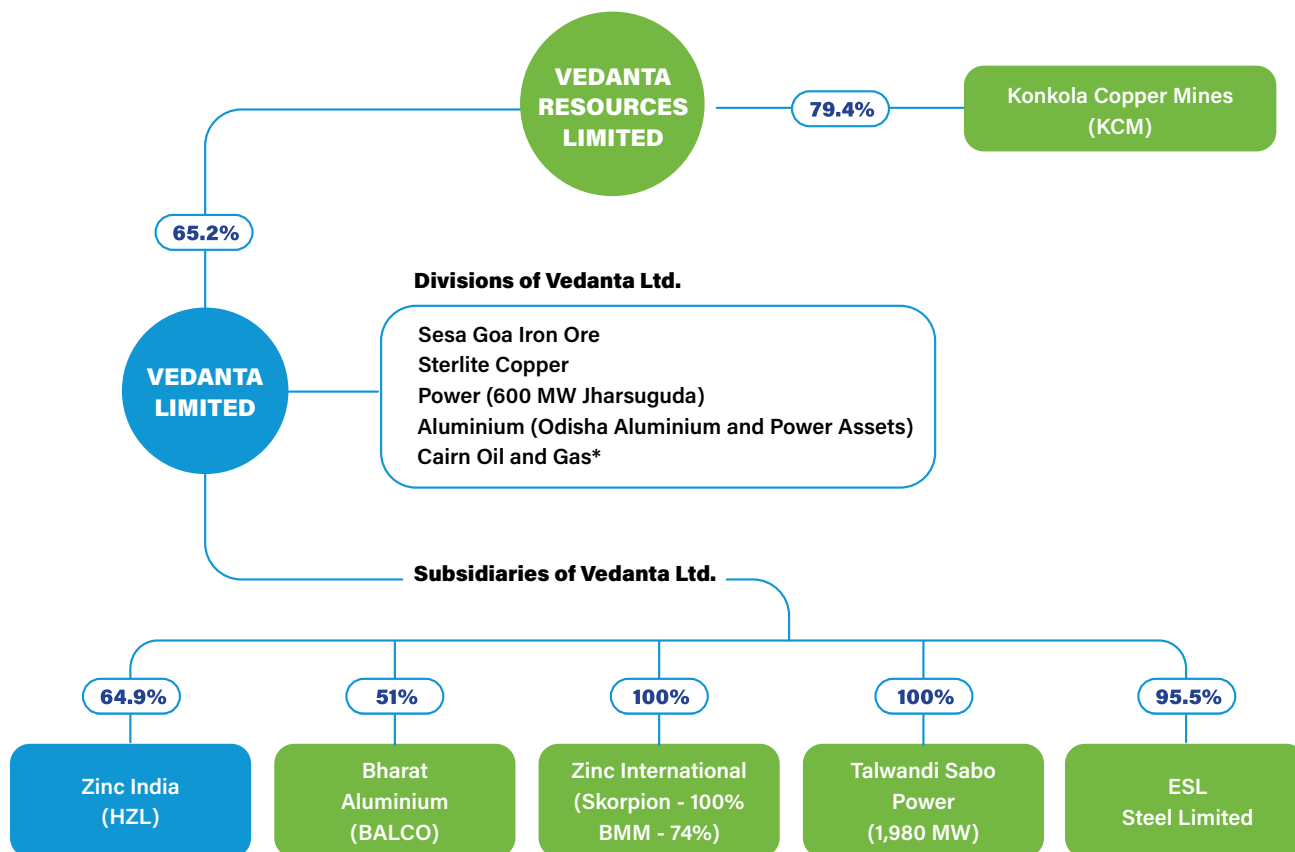 VEDANTA
RESOURCES
LIMITED
79.4%
Konkola Copper Mines
(KCM)
65.2%
Divisions of Vedanta Ltd.
Sesa Goa Iron Ore
Sterlite Copper
Power (600 MW Jharsuguda)
Aluminium (Odisha Aluminium and Power Assets)
Cairn Oil and Gas*
VEDANTA
LIMITED
Subsidiaries of Vedanta Ltd.
64.9%
51%
100%
100%
95.5%
Zinc India
(HZL)
Bharat
Aluminium
(BALCO)
Zinc International
(Skorpion - 100%
BMM - 74%)
Talwandi Sabo
Power
(1,980 MW)
ESL
Steel Limited